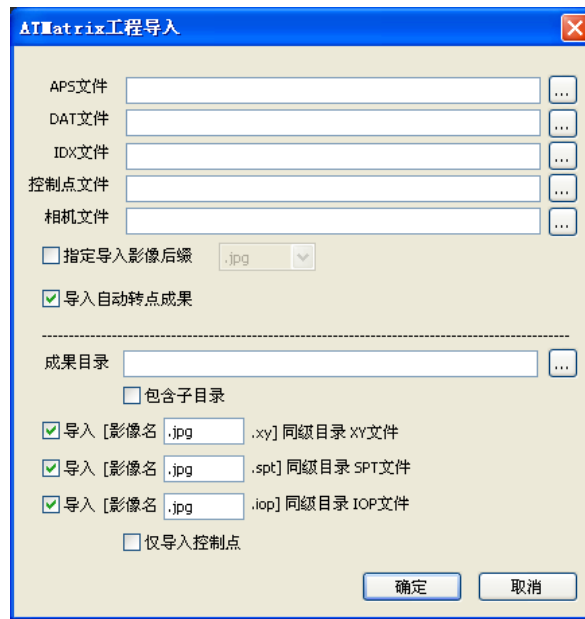 ATMatrix工程导入
APS文件 ...
DAT文件 ...
IDX文件 ...
控制点文件 ...
相机文件 ...
指定导入影像后缀 .jpg
导入自动转点成果
成果目录 ...
包含子目录
导入 [影像名 .jpg .xy] 同级目录 XY文件
导入 [影像名 .jpg .spt] 同级目录 SPT文件
导入 [影像名 .jpg .iop] 同级目录 IOP文件
仅导入控制点
确定 取消